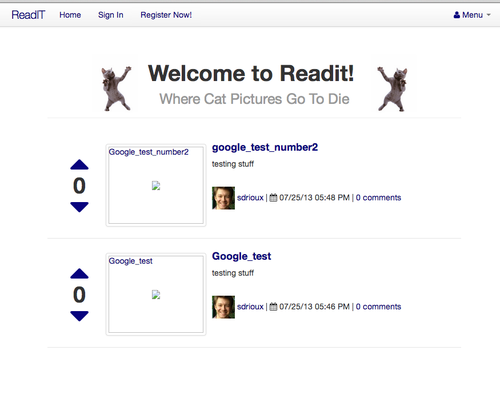 ReadIT Home Sign In Register Now! Menu
Welcome to Readit!
Where Cat Pictures Go To Die
Google_test_number2
0
google_test_number2
testing stuff
sdrioux | 07/25/13 05:48 PM | 0 comments
Google_test
0
Google_test
testing stuff
sdrioux | 07/25/13 05:46 PM | 0 comments